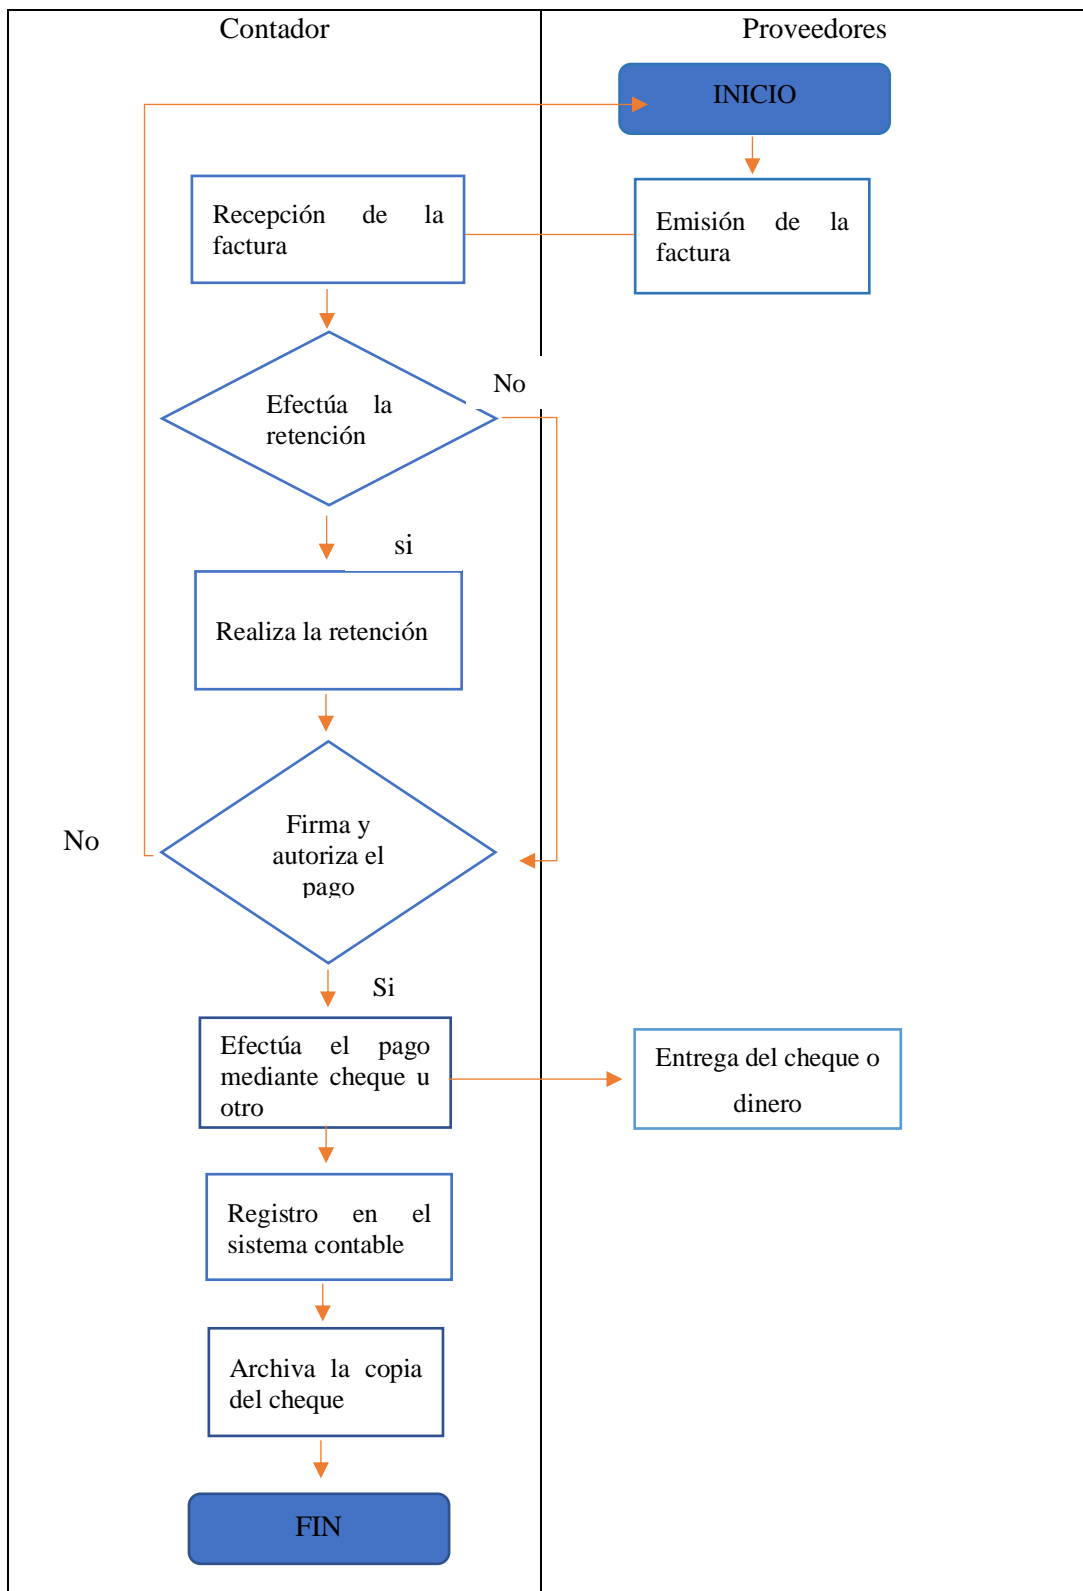 Contador
Proveedores
INICIO
Recepción de la
factura
Emisión de la
factura
No
Efectúa la
retención
si
Realiza la retención
No
Firma y
autoriza el
pago
Si
Efectúa el pago
mediante cheque u
otro
Entrega del cheque o
dinero
Registro en el
sistema contable
Archiva la copia
del cheque
FIN